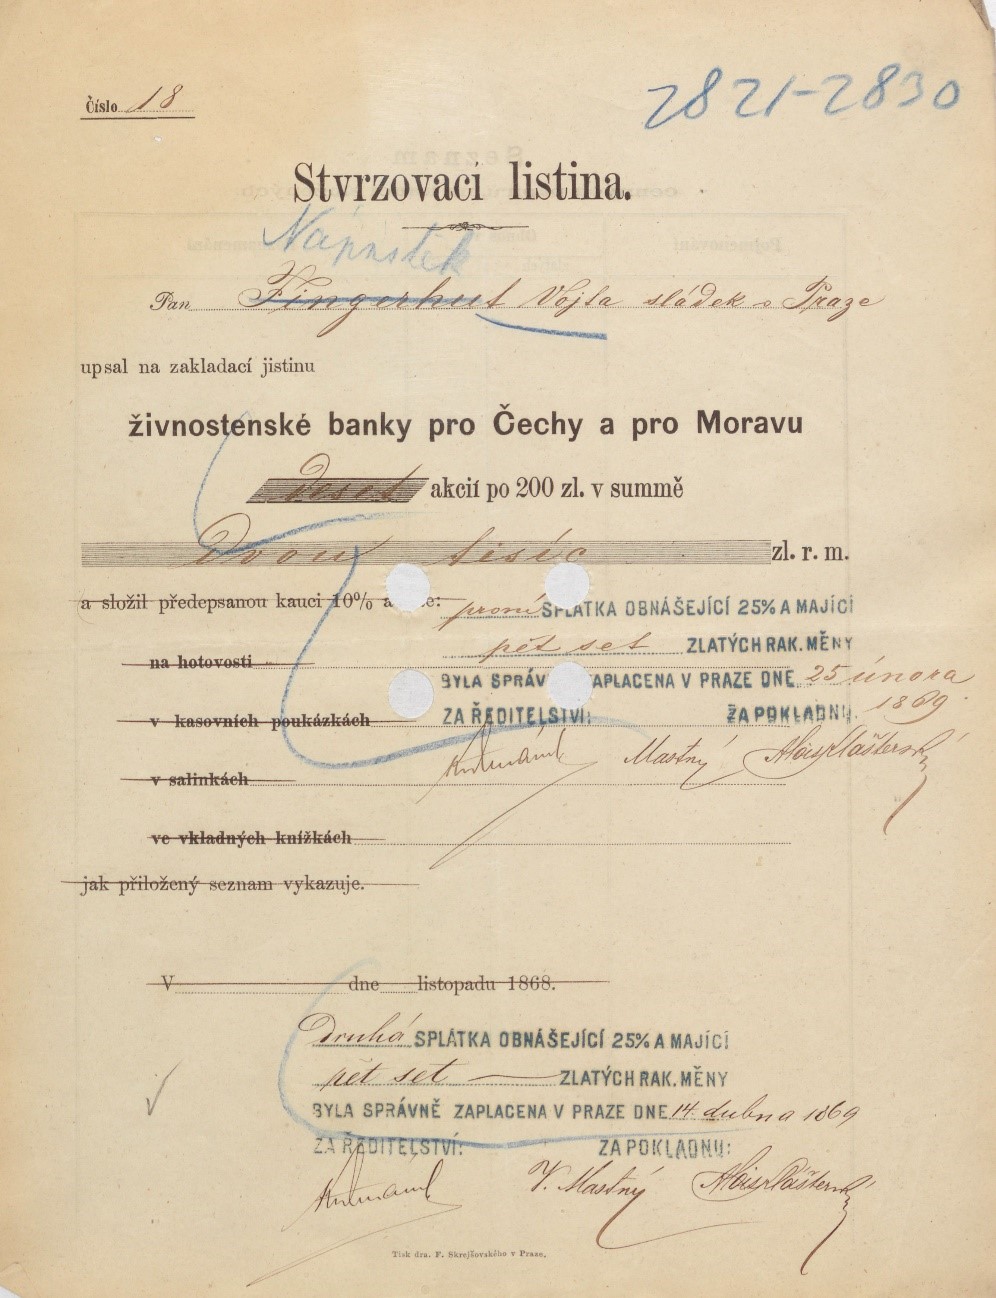 Číslo 18
2821-2830
Stvrzovací listina.
Náprstek
Pan Fingerhut Vojta sládek v Praze
upsal na zakladací jistinu
živnostenské banky pro Čechy a pro Moravu
deset akcií po 200 zl. v summě
Dvou tisíc zl. r. m.
a složil předepsanou kauci 10%
první SPLÁTKA OBNÁŠEJÍCÍ 25% A MAJÍCÍ
pět set ZLATÝCH RAK. MĚNY
na hotovosti
BYLA SPRÁV ZAPLACENA V PRAZE DNE 25 února
1869
v kasovních poukázkách
ZA ŘEDITELSTVÍ: ZA POKLADNU.
Mastný
v salinkách
ve vkladných knížkách
jak přiložený seznam vykazuje.
V dne listopadu 1868.
Druhá SPLÁTKA OBNÁŠEJÍCÍ 25% A MAJÍCÍ
pět set ZLATÝCH RAK. MĚNY
BYLA SPRÁVNĚ ZAPLACENA V PRAZE DNE 14. dubna 1869
ZA ŘEDITELSTVÍ: ZA POKLADNU:
V. Mastný
Tisk dra. F. Skrejšovského v Praze.